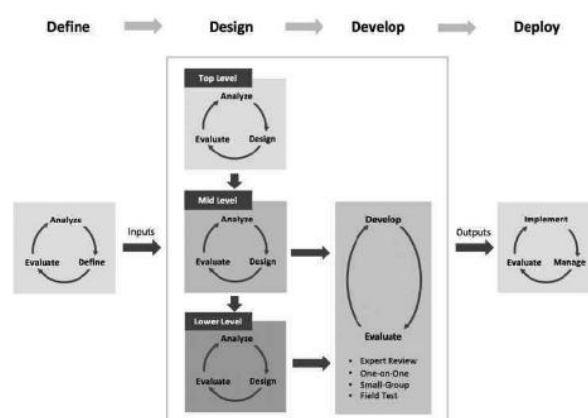 Define
Design
Develop
Deploy
Top Level
Analyze
Evaluate
Design
Mid Level
Analyze
Evaluate
Design
Lower Level
Analyze
Evaluate
Design
Analyze
Evaluate
Define
Inputs
Develop
Evaluate
• Expert Review
• One-on-One
• Small-Group
• Field Test
Outputs
Implement
Evaluate
Manage